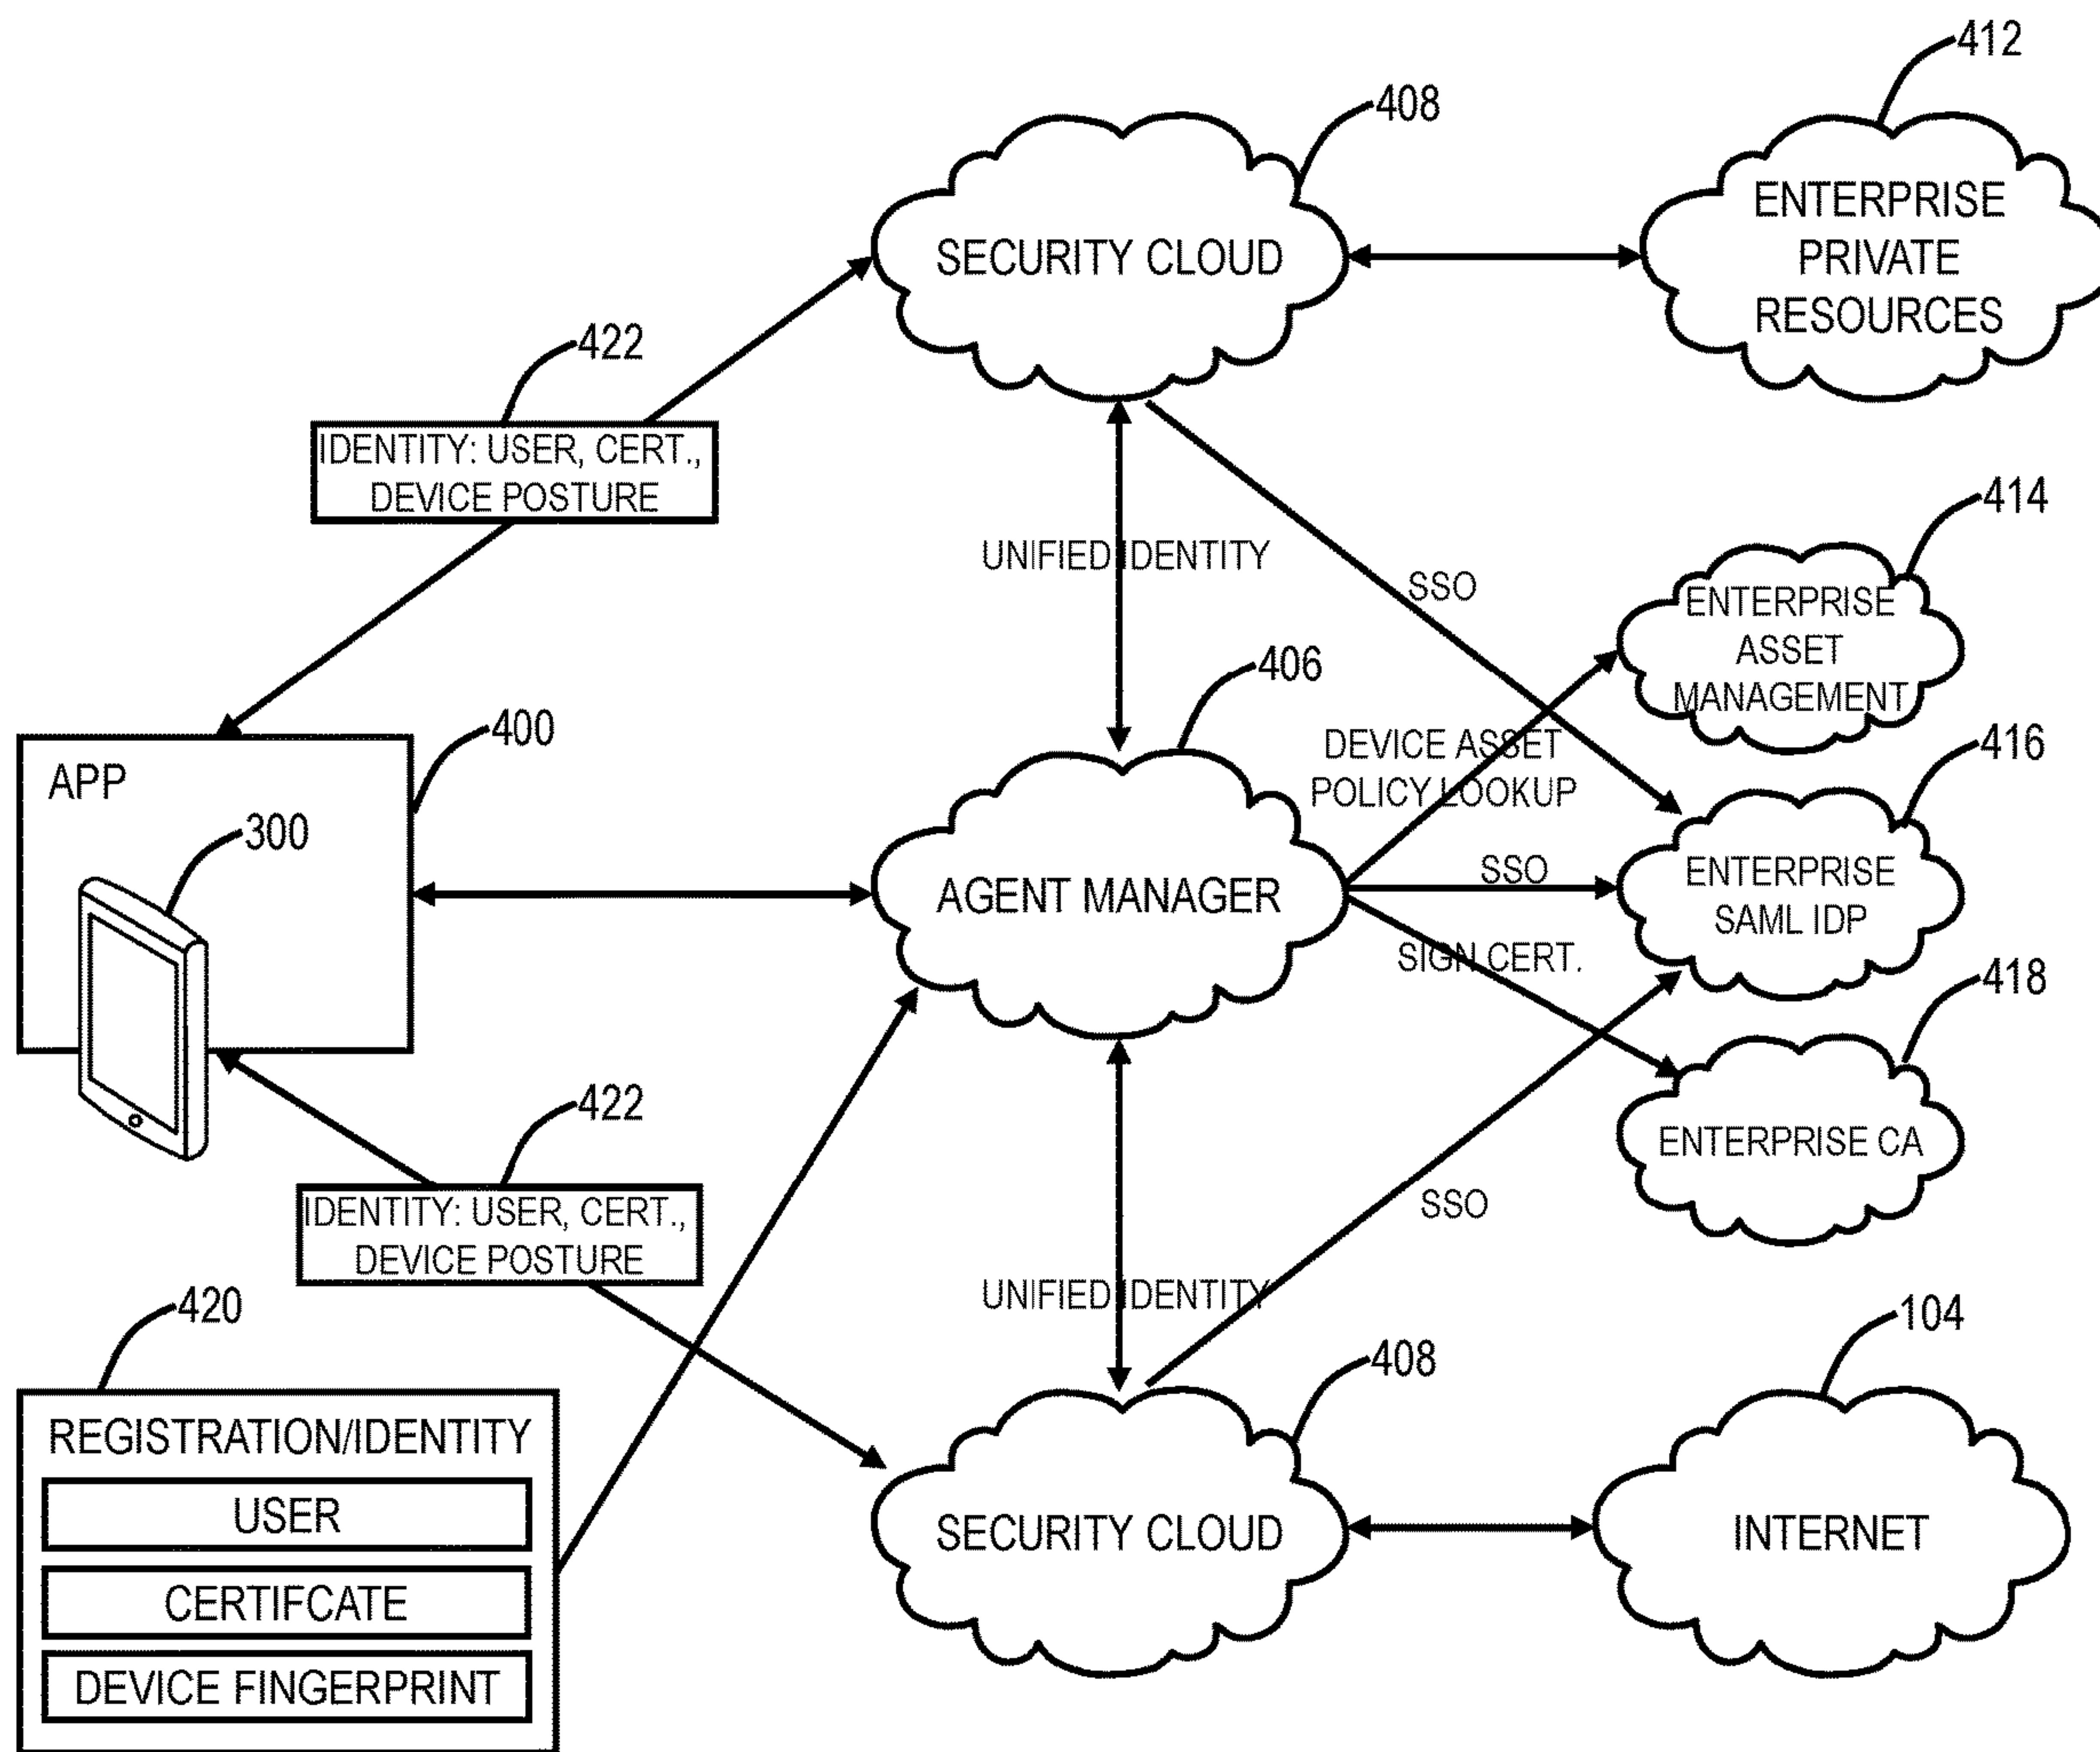 412
408
ENTERPRISE
PRIVATE
RESOURCES
SECURITY CLOUD
422
IDENTITY: USER, CERT.,
DEVICE POSTURE
414
UNIFIED IDENTITY
SSO
ENTERPRISE
ASSET
MANAGEMENT
406
400
APP
DEVICE ASSET
POLICY LOOKUP
416
300
SSO
ENTERPRISE
SAML IDP
AGENT MANAGER
SIGN CERT.
418
422
ENTERPRISE CA
IDENTITY: USER, CERT.,
DEVICE POSTURE
SSO
UNIFIED IDENTITY
420
104
408
REGISTRATION/IDENTITY
USER
CERTIFCATE
DEVICE FINGERPRINT
SECURITY CLOUD
INTERNET